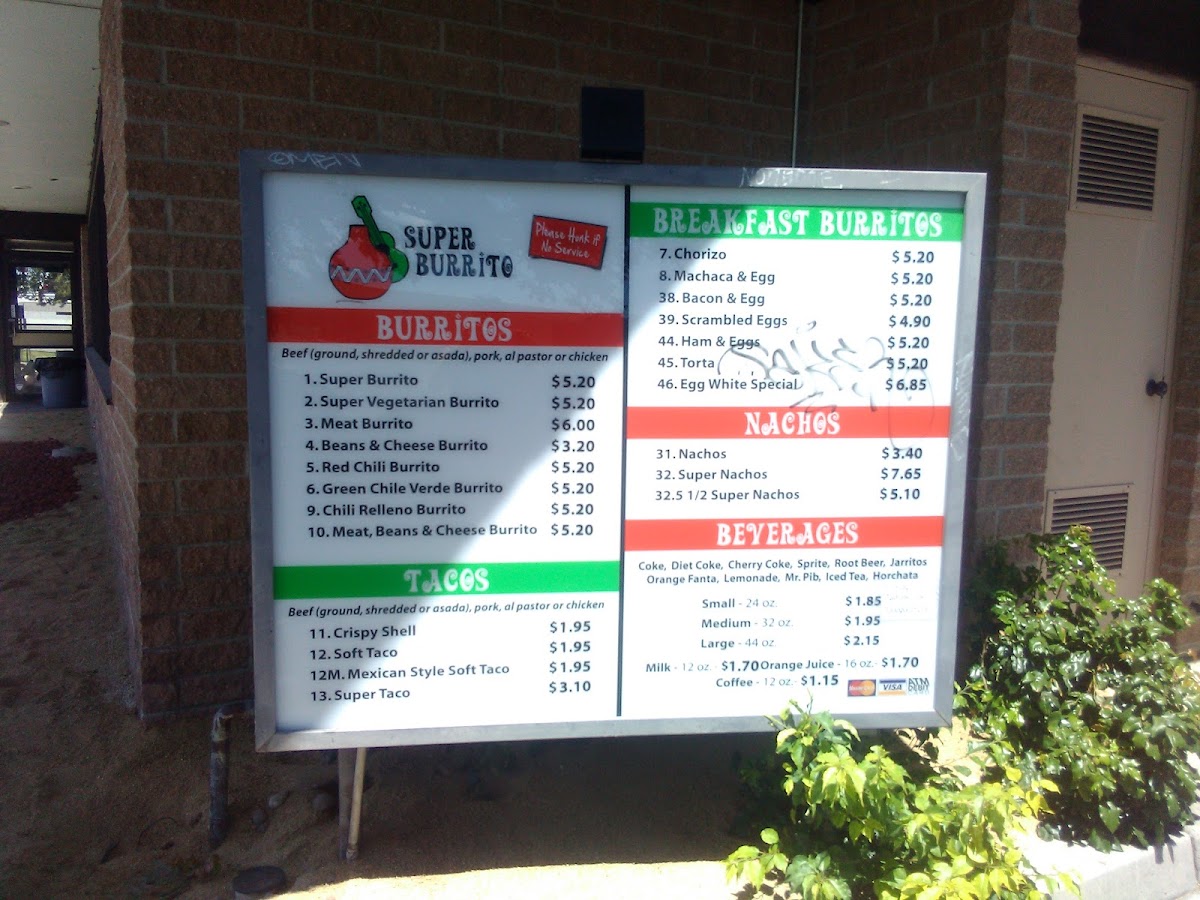 SUPER
BURRITO
Please Honk if
No Service
BURRITOS
Beef (ground, shredded or asada), pork, al pastor or chicken
1. Super Burrito $5.20
2. Super Vegetarian Burrito $5.20
3. Meat Burrito $6.00
4. Beans & Cheese Burrito $3.20
5. Red Chili Burrito $5.20
6. Green Chile Verde Burrito $5.20
9. Chili Relleno Burrito $5.20
10. Meat, Beans & Cheese Burrito $5.20
TACOS
Beef (ground, shredded or asada), pork, al pastor or chicken
11. Crispy Shell $1.95
12. Soft Taco $1.95
12M. Mexican Style Soft Taco $1.95
13. Super Taco $3.10
BREAKFAST BURRITOS
7. Chorizo $5.20
8. Machaca & Egg $5.20
38. Bacon & Egg $5.20
39. Scrambled Eggs $4.90
44. Ham & Eggs $5.20
45. Torta $5.20
46. Egg White Special $6.85
NACHOS
31. Nachos $3.40
32. Super Nachos $7.65
32.5 1/2 Super Nachos $5.10
BEVERAGES
Coke, Diet Coke, Cherry Coke, Sprite, Root Beer, Jarritos
Orange Fanta, Lemonade, Mr. Pib, Iced Tea, Horchata
Small - 24 oz. $1.85
Medium - 32 oz. $1.95
Large - 44 oz. $2.15
Milk - 12 oz. - $1.70 Orange Juice - 16 oz. - $1.70
Coffee - 12 oz. - $1.15
MasterCard VISA ATM
DEBIT